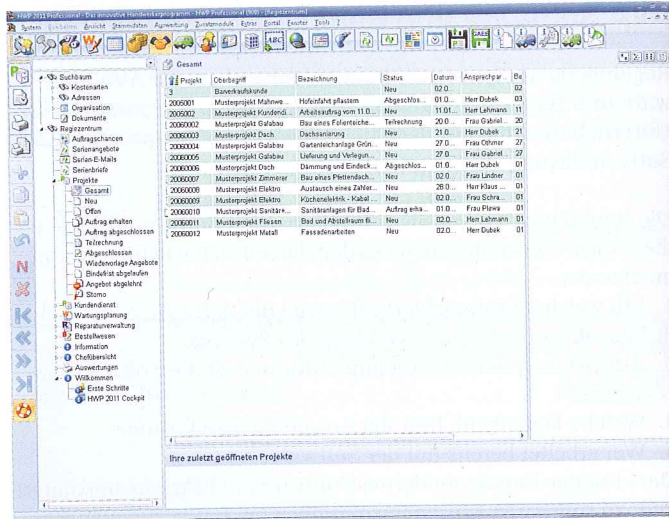 HWP 2011 Professional - Das innovative Handwerkerprogramm - HWP Professional (NW) - [Regiezentrum]
System Bearbeiten Ansicht Stammdaten Auswertung Zusatzmodule Extras Portal Fenster Tools ?
Suchbaum
Kostenarten
Adressen
Organisation
Dokumente
Regiezentrum
Auftragschancen
Serienangebote
Serien-E-Mails
Serienbriefe
Projekte
Gesamt
Neu
Offen
Auftrag erhalten
Auftrag abgeschlossen
Teilrechnung
Abgeschlossen
Wiedervorlage Angebote
Bindefrist abgelaufen
Angebot abgelehnt
Storno
Kundendienst
Wartungsplanung
Reparaturverwaltung
Bestellwesen
Information
Chefübersicht
Auswertungen
Willkommen
Erste Schritte
HWP 2011 Cockpit
Gesamt
Projekt Oberbegriff Bezeichnung Status Datum Ansprechpar... Be
3 Barverkaufskunde Neu 02.0... 02
2005001 Musterprojekt Mahnwe... Hofeinfahrt pflastern Abgeschlos... 01.0... Herr Dubek 03
2005002 Musterprojekt Kundendi... Arbeitsauftrag vom 11.0... Neu 11.01... Herr Lehmann 11
20060002 Musterprojekt Galabau Bau eines Folienteiche... Teilrechnung 20.0... Frau Gabriel... 20
20060003 Musterprojekt Dach Dachsanierung Neu 21.0... Herr Dubek 21
20060004 Musterprojekt Galabau Gartenteichanlage Grün... Neu 27.0... Frau Othmer 27
20060005 Musterprojekt Galabau Lieferung und Verlegun... Neu 27.0... Frau Gabriel... 27
20060006 Musterprojekt Dach Dämmung und Eindeck... Abgeschlos... 01.0... Herr Dubek 01
20060007 Musterprojekt Zimmerer Bau eines Pfettendach... Neu 02.0... Frau Lindner 01
20060008 Musterprojekt Elektro Austausch eines Zähler... Neu 28.0... Herr Klaus ... 01
20060009 Musterprojekt Elektro Küchenelektrik - Kabel ... Neu 02.0... Frau Schra... 01
20060010 Musterprojekt Sanitär+... Sanitäranlagen für Bad... Auftrag erha... 01.0... Frau Plewa 01
20060011 Musterprojekt Fliesen Bad und Abstellraum fli... Neu 02.0... Herr Lehmann 01
20060012 Musterprojekt Metall Fassadenarbeiten Neu 02.0... Herr Dubek 01
Ihre zuletzt geöffneten Projekte